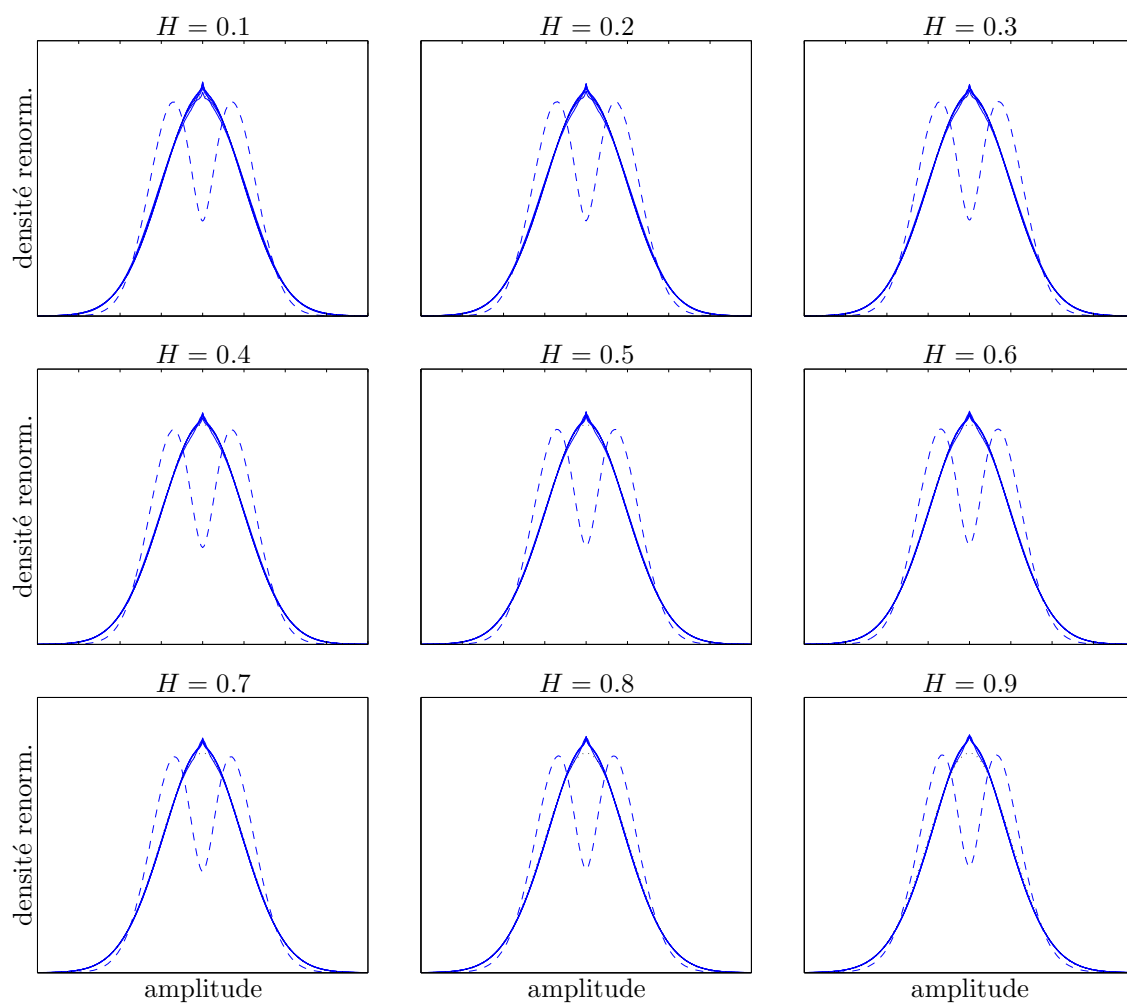 H = 0.1
H = 0.2
H = 0.3
densité renorm.
H = 0.4
H = 0.5
H = 0.6
densité renorm.
H = 0.7
H = 0.8
H = 0.9
densité renorm.
amplitude
amplitude
amplitude